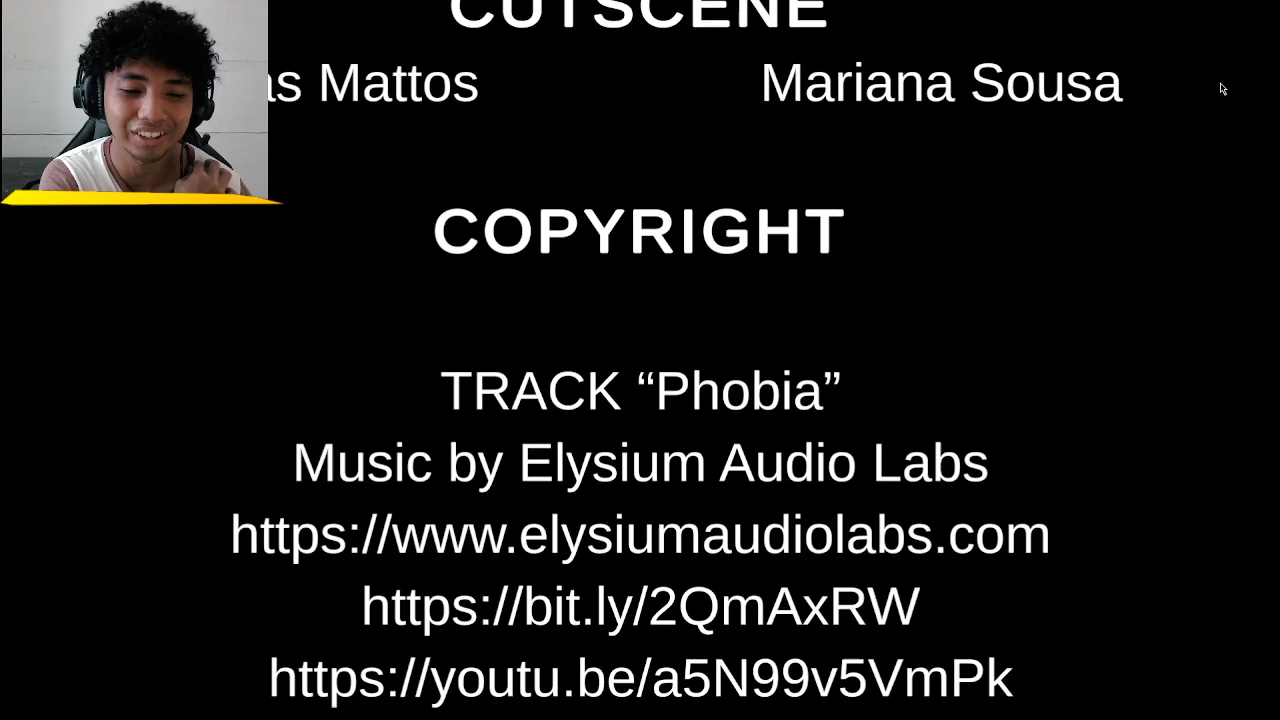 CUTSCENE
Mattos Mariana Sousa
COPYRIGHT
TRACK “Phobia”
Music by Elysium Audio Labs
https://www.elysiumaudiolabs.com
https://bit.ly/2QmAxRW
https://youtu.be/a5N99v5VmPk